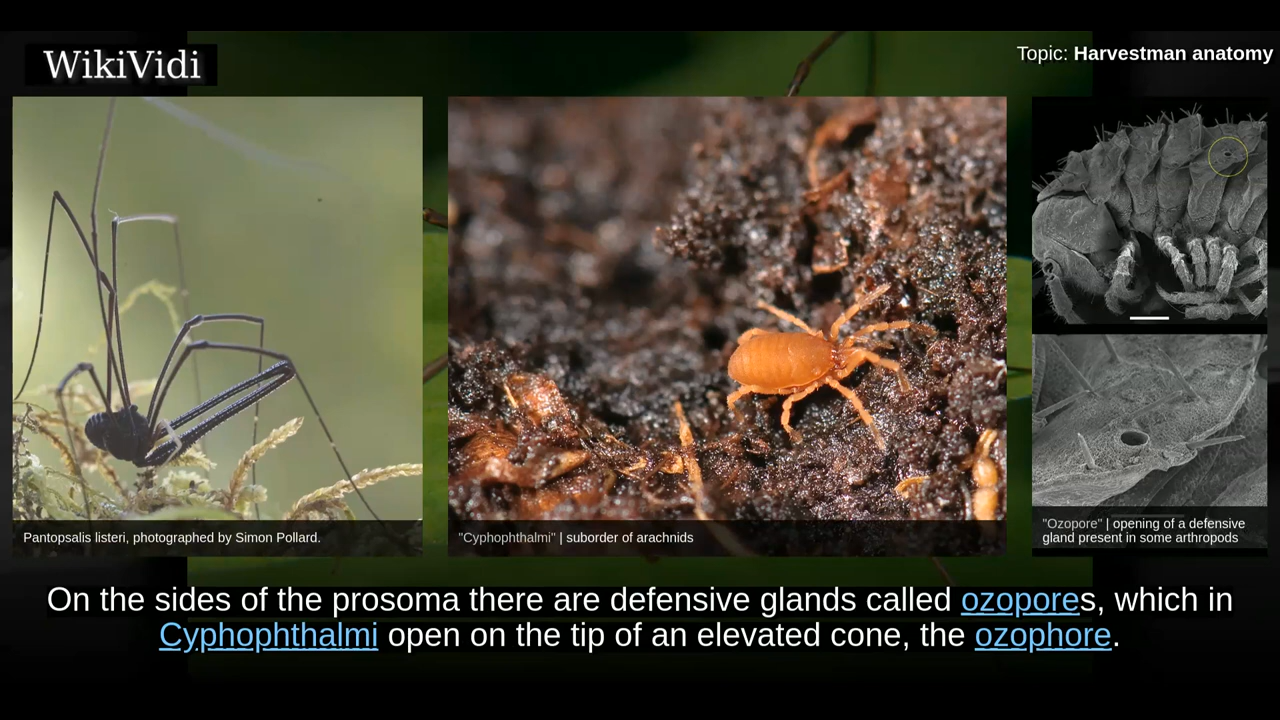 WikiVidi
Topic: Harvestman anatomy
Pantopsalis listeri, photographed by Simon Pollard.
"Cyphophthalmi" | suborder of arachnids
"Ozopore" | opening of a defensive
gland present in some arthropods
On the sides of the prosoma there are defensive glands called ozopores, which in
Cyphophthalmi open on the tip of an elevated cone, the ozophore.